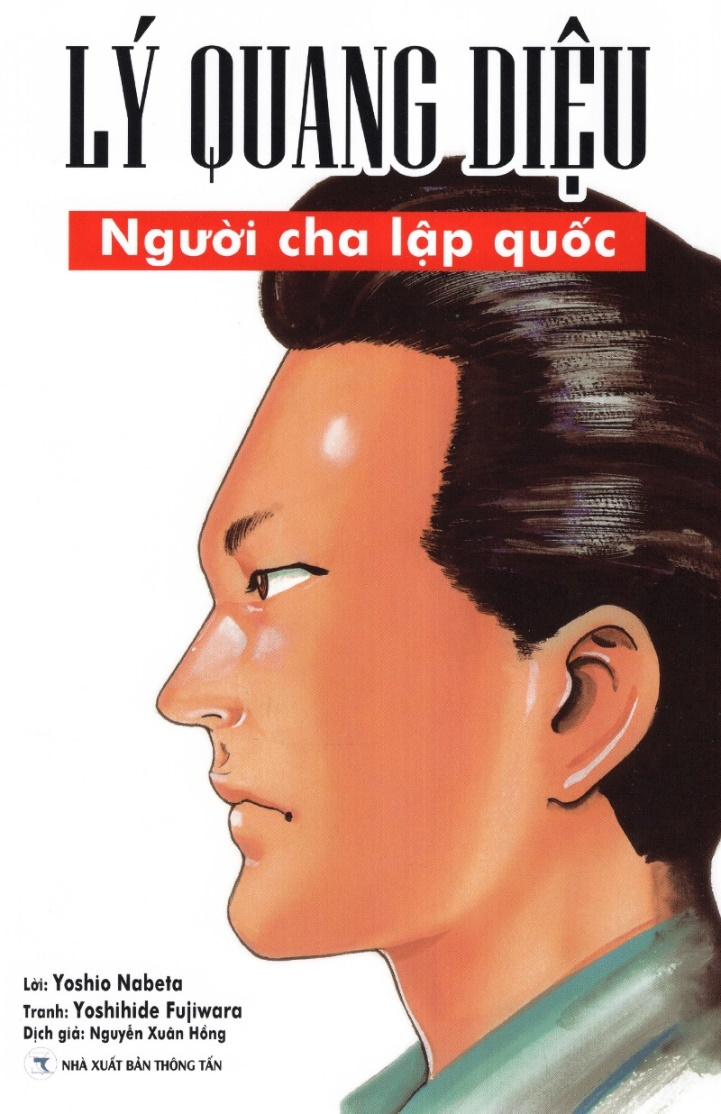 LÝ QUANG DIỆU
Người cha lập quốc
Lời: Yoshio Nabeta
Tranh: Yoshihide Fujiwara
Dịch giả: Nguyễn Xuân Hồng
NHÀ XUẤT BẢN THÔNG TẤN